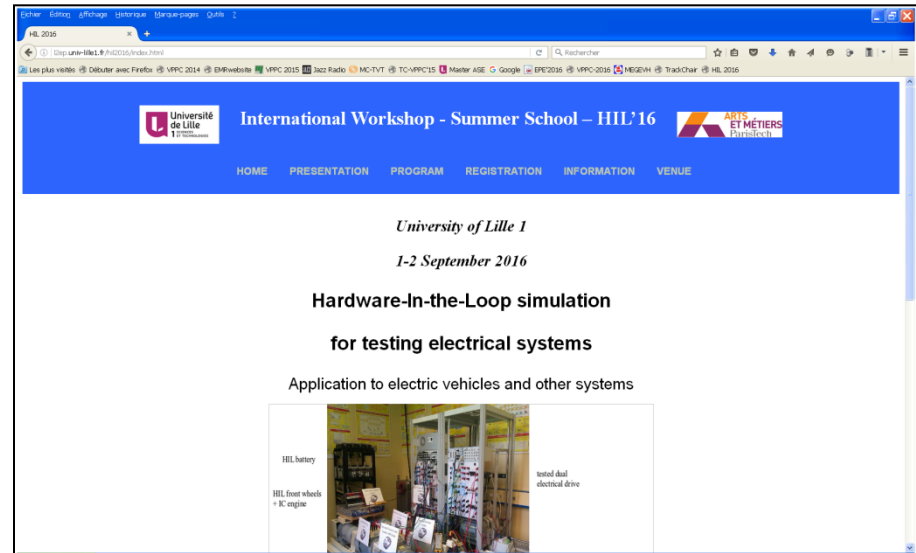 Fichier Edition Affichage Historique Marque-pages Outils ?
HIL 2016
l2ep.univ-lille1.fr/hil2016/index.html
Rechercher
Les plus visités Débuter avec Firefox VPPC 2014 EMRwebsite VPPC 2015 Jazz Radio MC-TVT TC-VPPC'15 Master ASE Google EPE'2016 VPPC-2016 MEGEVH TrackChair HIL 2016
Université
de Lille
1 SCIENCES
ET TECHNOLOGIES
International Workshop - Summer School – HIL'16
ARTS
ET MÉTIERS
ParisTech
HOME PRESENTATION PROGRAM REGISTRATION INFORMATION VENUE
University of Lille 1
1-2 September 2016
Hardware-In-the-Loop simulation
for testing electrical systems
Application to electric vehicles and other systems
HIL battery
tested dual
electrical drive
HIL front wheels
+ IC engine